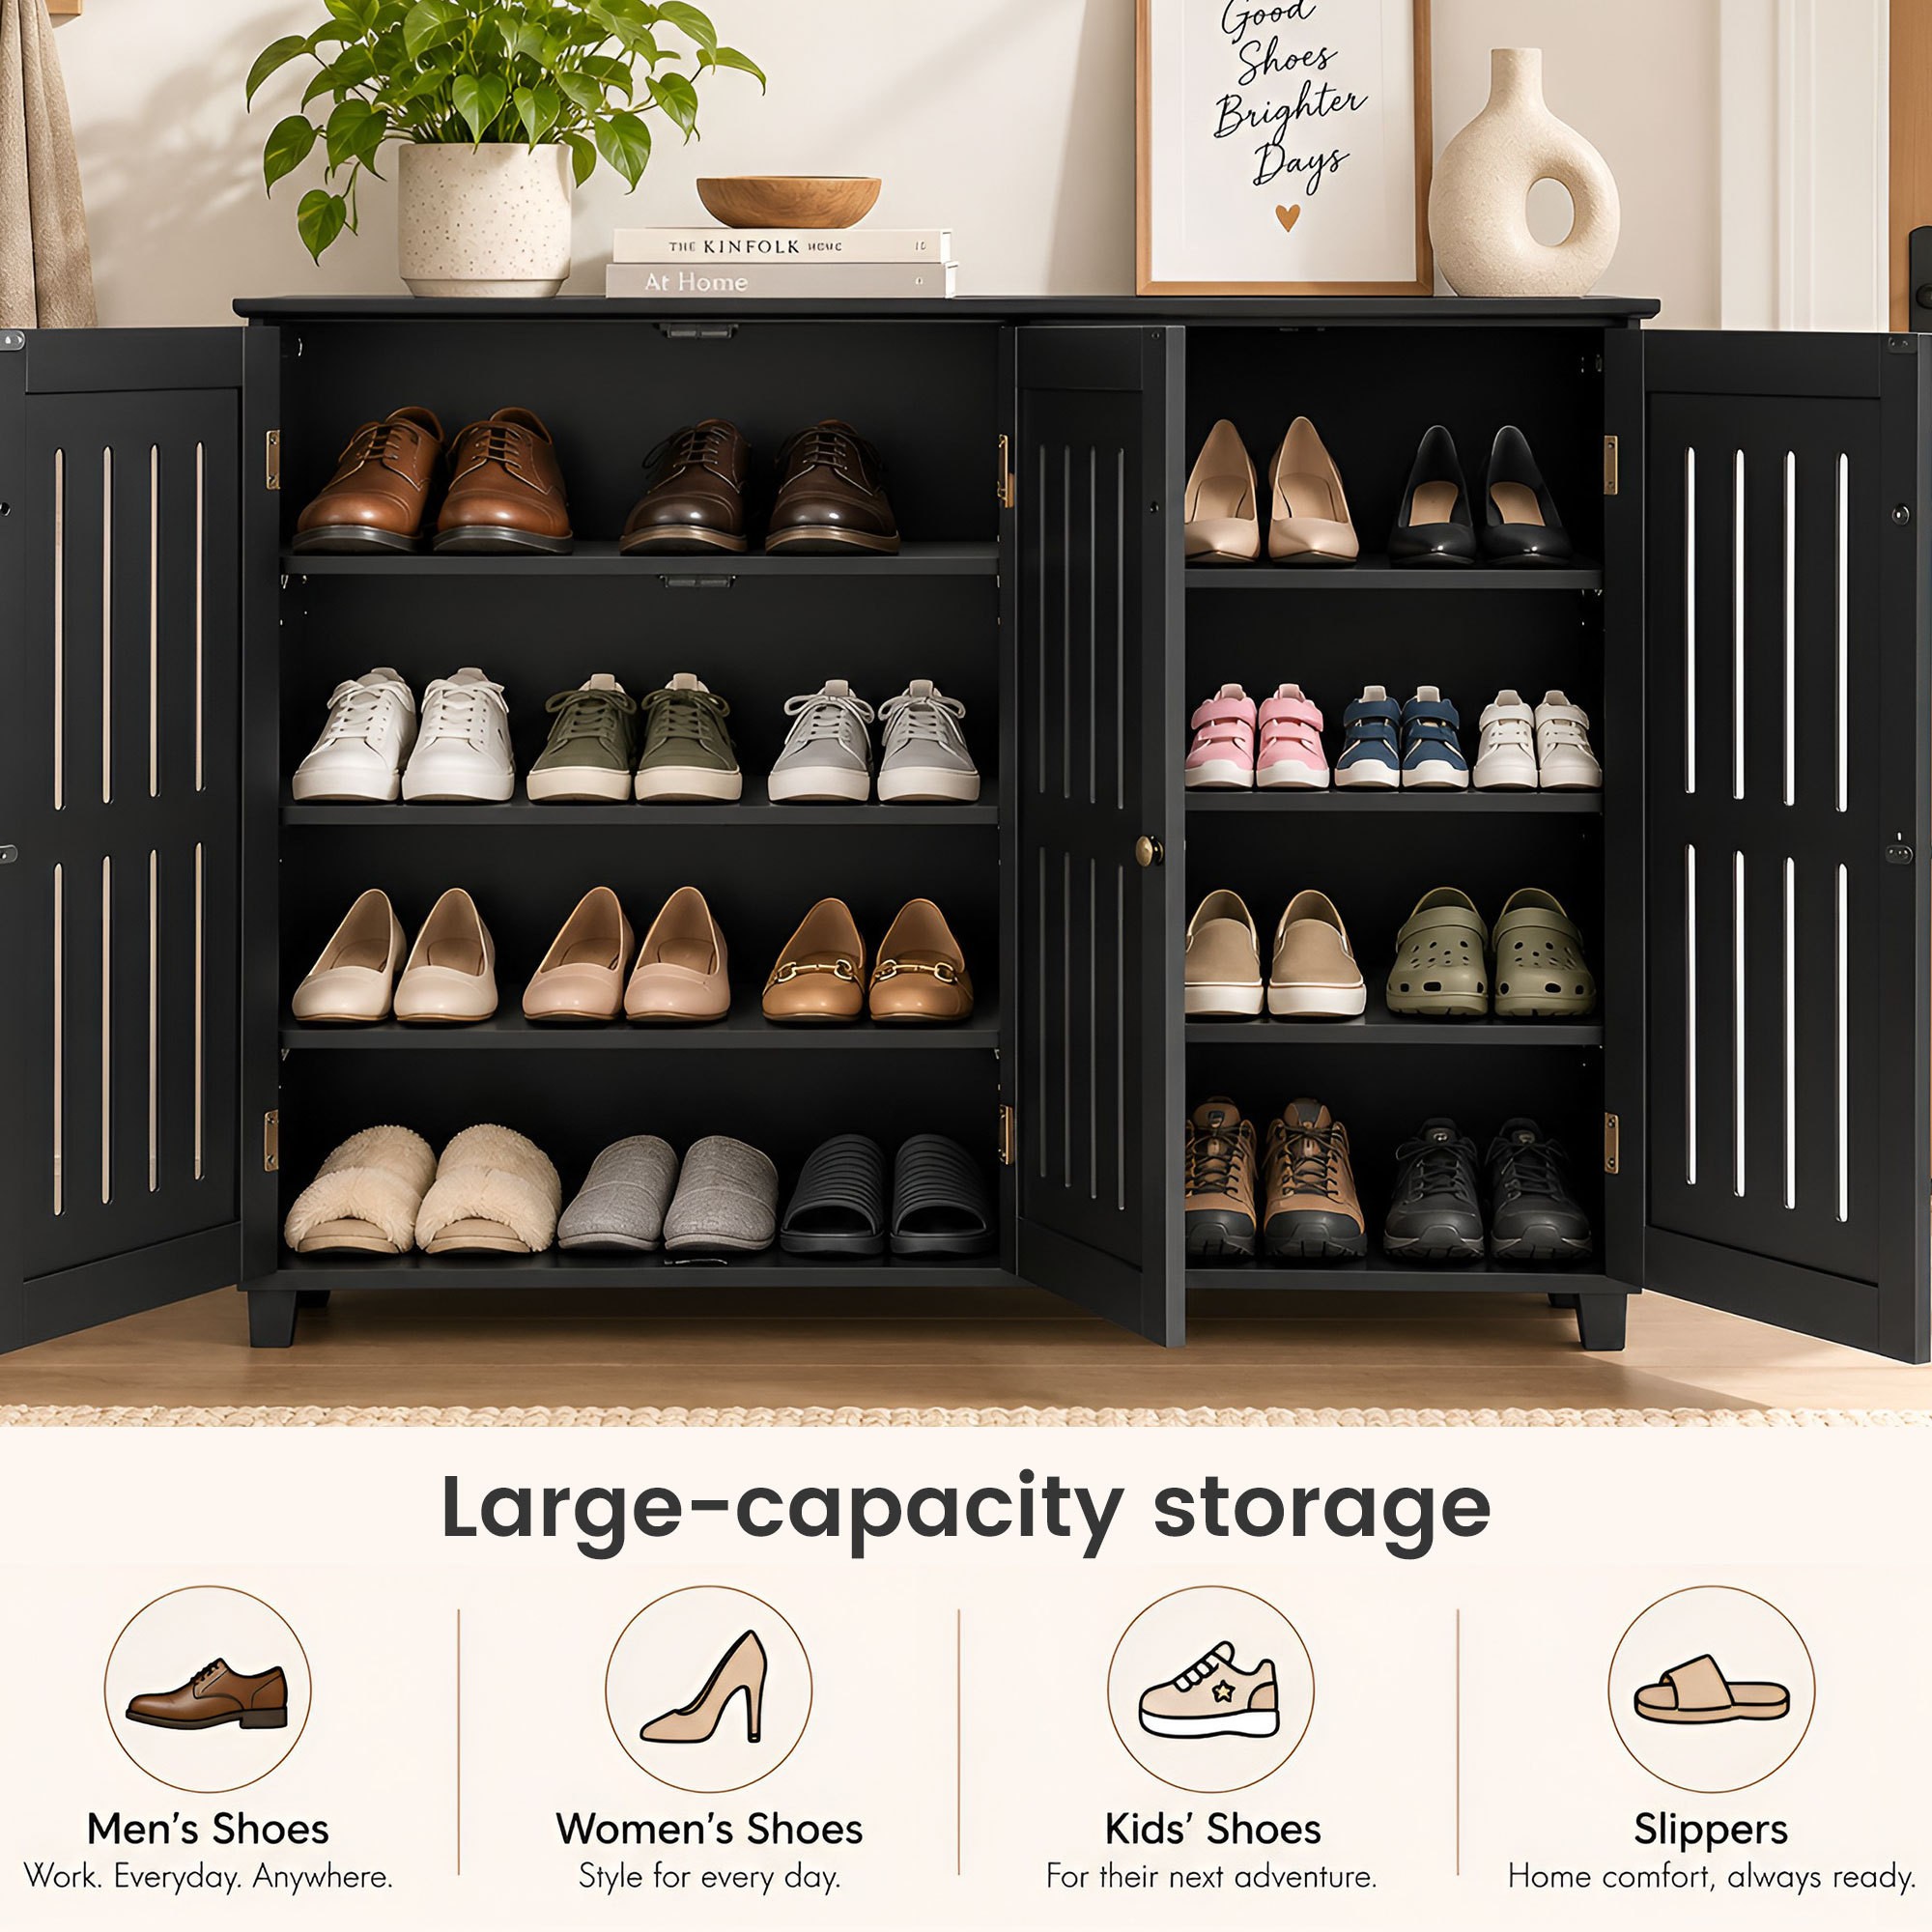 Good
Shoes
Brighter
Days
THE KINFOLK
At Home
Large-capacity storage
Men's Shoes
Work. Everyday. Anywhere.
Women's Shoes
Style for every day.
Kids' Shoes
For their next adventure.
Slippers
Home comfort, always ready.